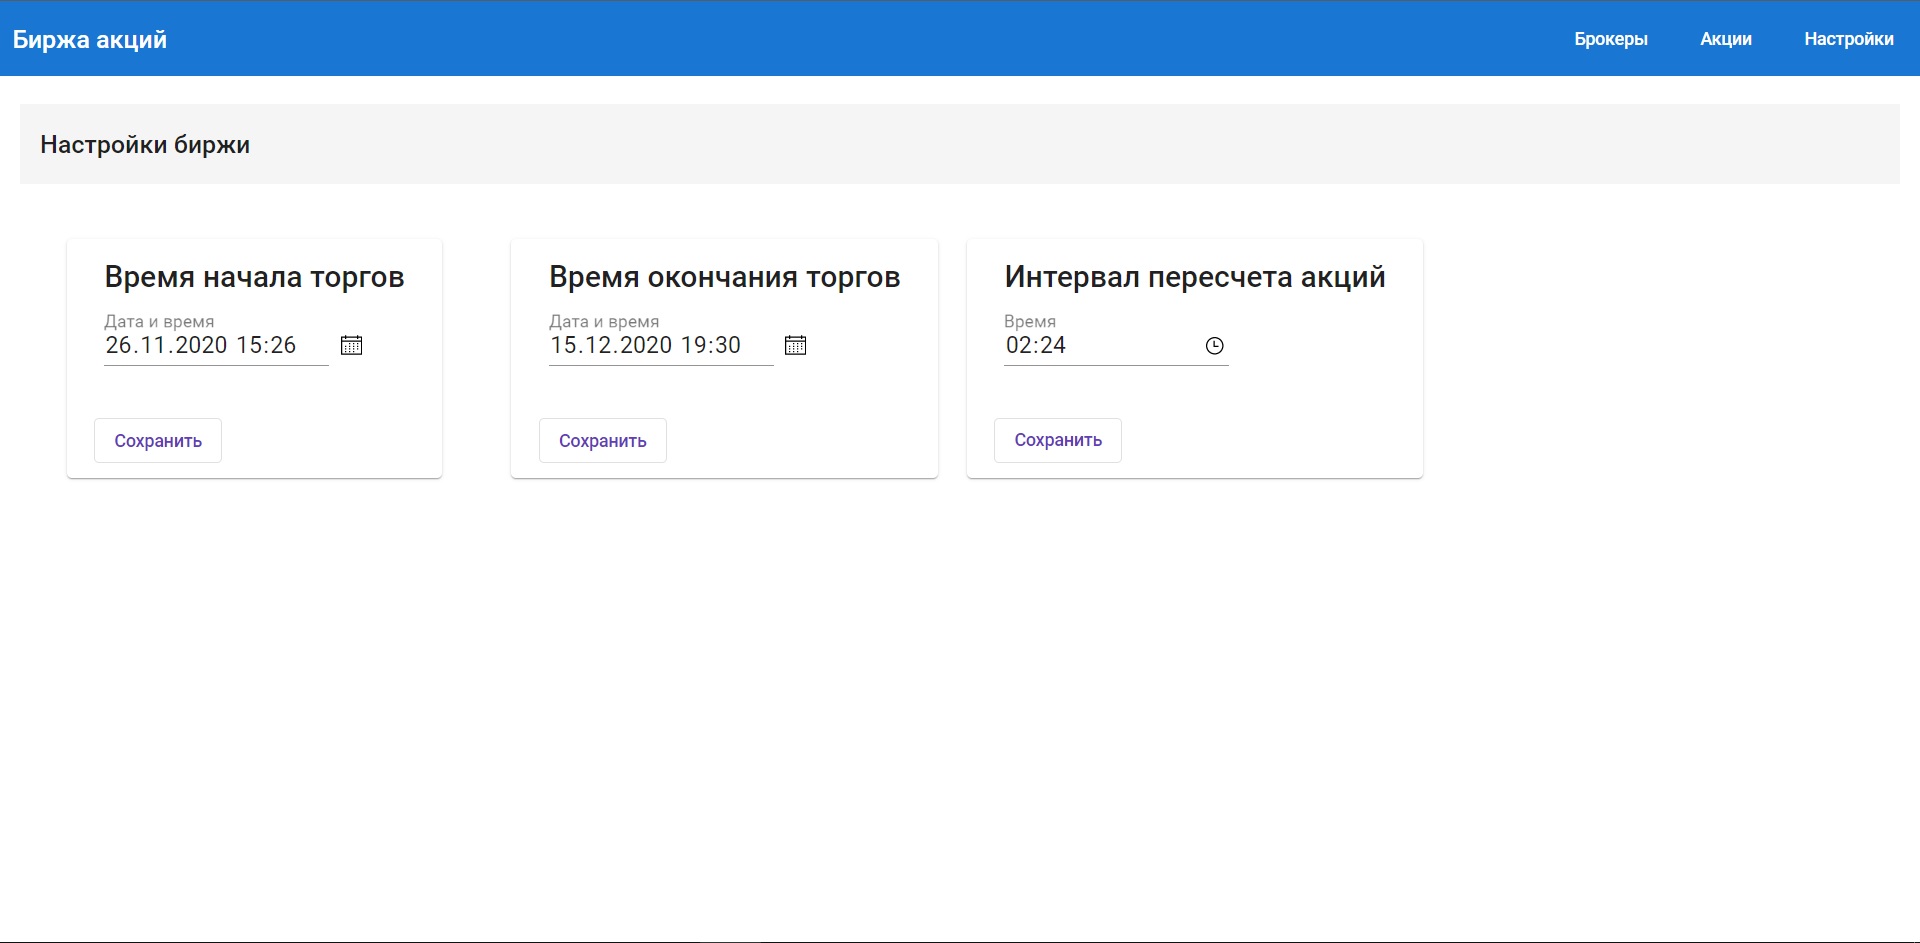 Биржа акций
Брокеры
Акции
Настройки
Настройки биржи
Время начала торгов
Дата и время
26.11.2020 15:26
Сохранить
Время окончания торгов
Дата и время
15.12.2020 19:30
Сохранить
Интервал пересчета акций
Время
02:24
Сохранить